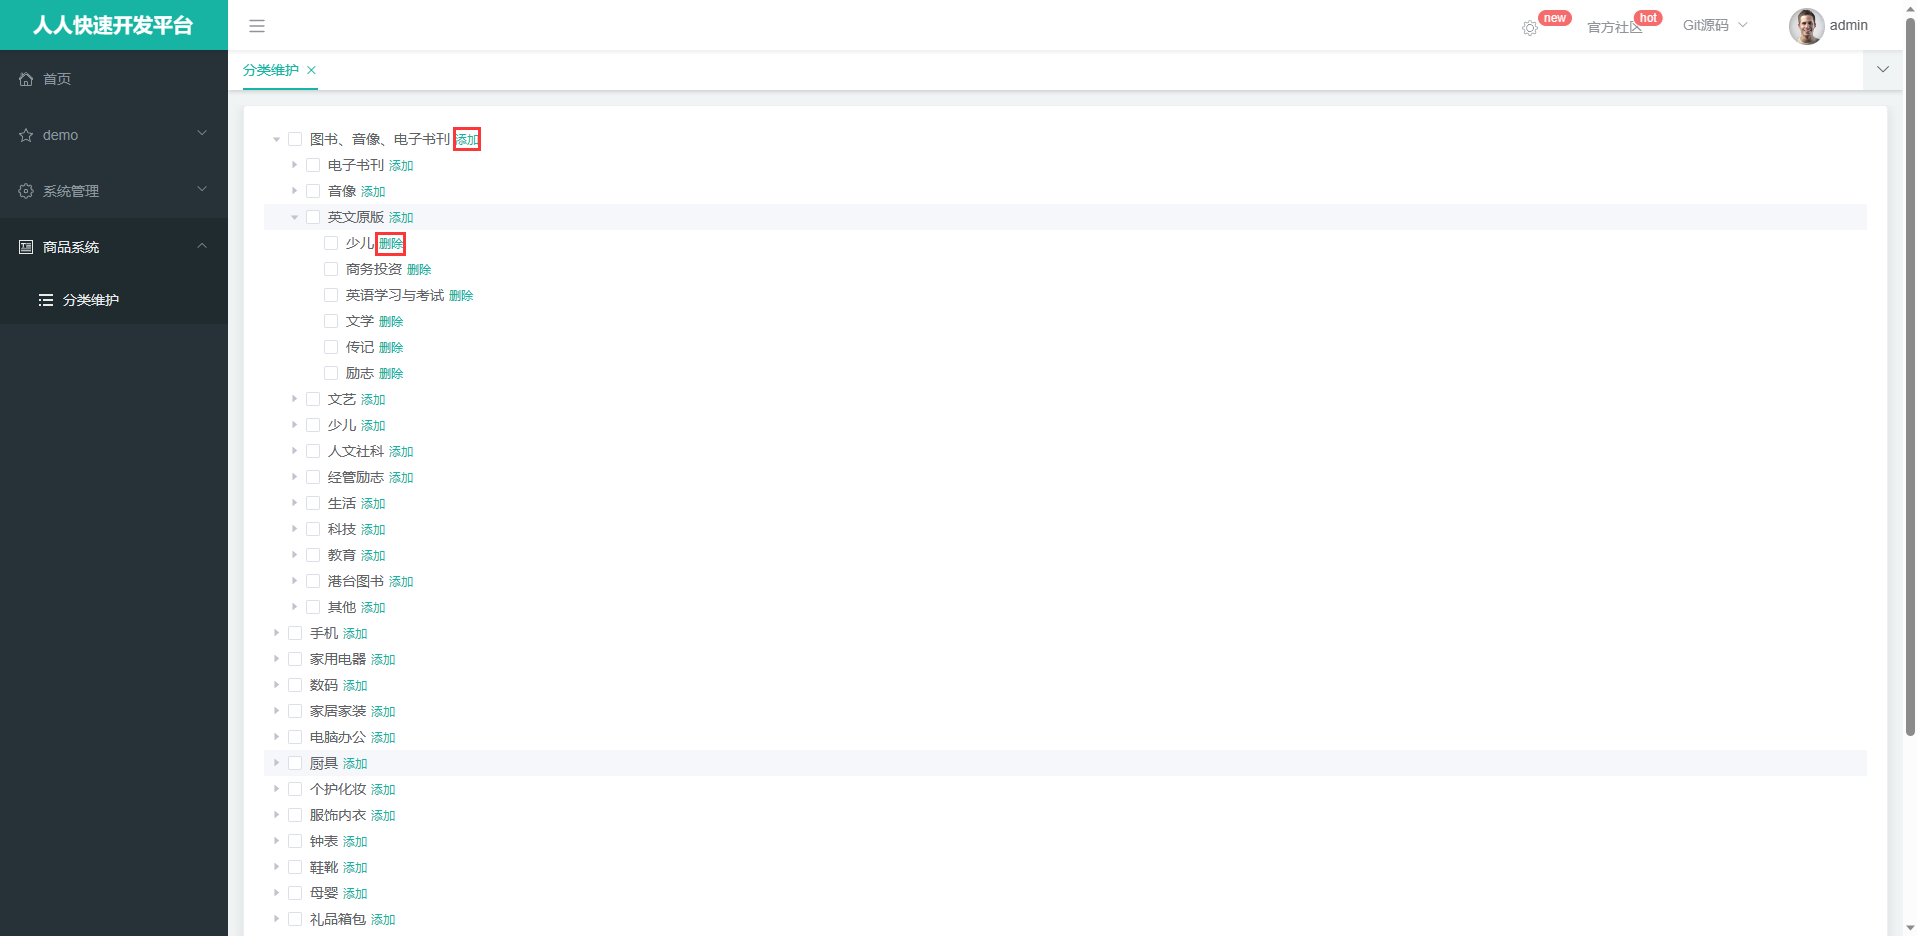 人人快速开发平台
new
官方社区
hot
Git源码
admin
首页
demo
系统管理
商品系统
分类维护
分类维护
图书、音像、电子书刊 添加
电子书刊 添加
音像 添加
英文原版 添加
少儿 删除
商务投资 删除
英语学习与考试 删除
文学 删除
传记 删除
励志 删除
文艺 添加
少儿 添加
人文社科 添加
经管励志 添加
生活 添加
科技 添加
教育 添加
港台图书 添加
其他 添加
手机 添加
家用电器 添加
数码 添加
家居家装 添加
电脑办公 添加
厨具 添加
个护化妆 添加
服饰内衣 添加
钟表 添加
鞋靴 添加
母婴 添加
礼品箱包 添加